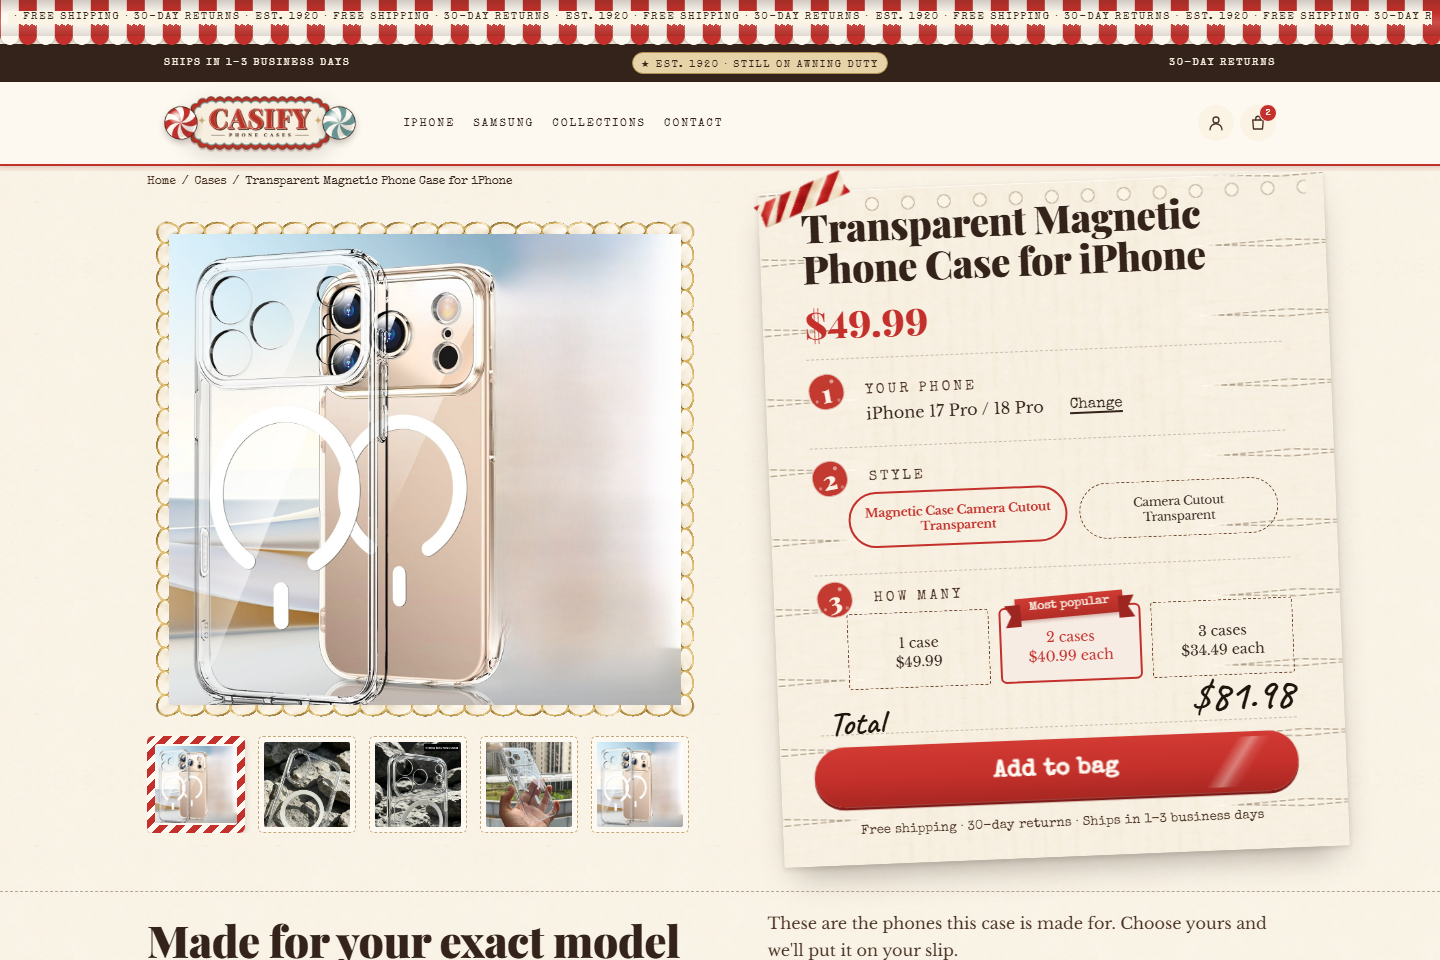 · FREE SHIPPING · 30-DAY RETURNS · EST. 1920 · FREE SHIPPING · 30-DAY RETURNS · EST. 1920 · FREE SHIPPING · 30-DAY RETURNS · EST. 1920 · FREE SHIPPING · 30-DAY RETURNS · EST. 1920 · FREE SHIPPING · 30-DAY R
SHIPS IN 1-3 BUSINESS DAYS
★ EST. 1920 · STILL ON AWNING DUTY
30-DAY RETURNS
CASIFY
PHONE CASES
IPHONE SAMSUNG COLLECTIONS CONTACT
2
Home / Cases / Transparent Magnetic Phone Case for iPhone
Transparent Magnetic
Phone Case for iPhone
$49.99
1 YOUR PHONE
iPhone 17 Pro / 18 Pro Change
2 STYLE
Magnetic Case Camera Cutout
Transparent
Camera Cutout
Transparent
3 HOW MANY
1 case
$49.99
Most popular
2 cases
$40.99 each
3 cases
$34.49 each
Total $81.98
Add to bag
Free shipping · 30-day returns · Ships in 1-3 business days
Made for your exact model
These are the phones this case is made for. Choose yours and
we'll put it on your slip.